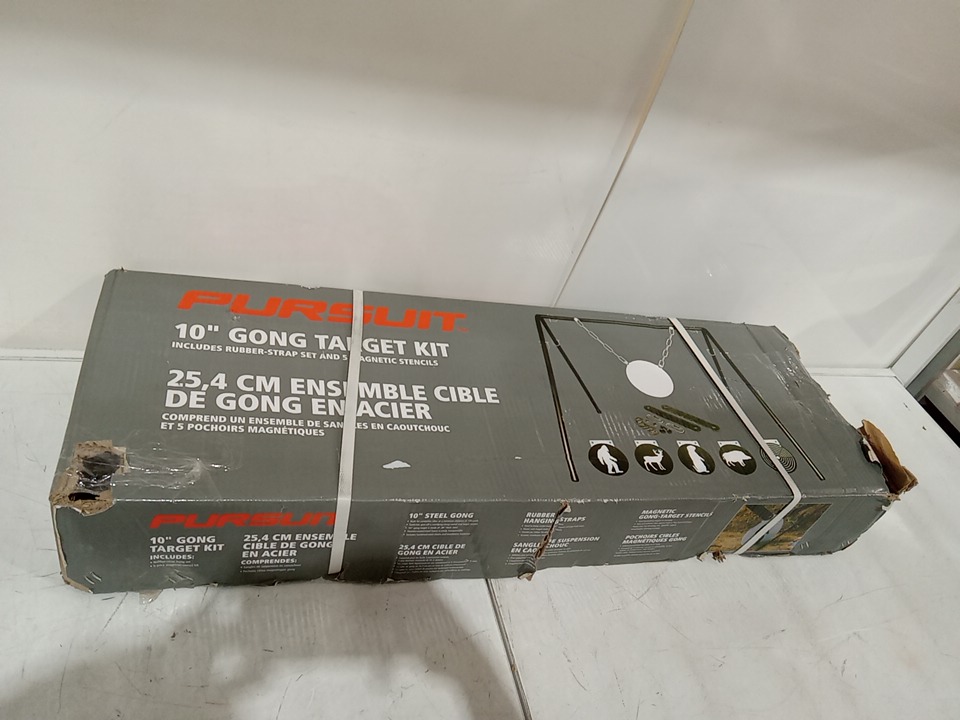 PURSUIT
10" GONG TARGET KIT
INCLUDES RUBBER-STRAP SET AND 5 MAGNETIC STENCILS
25,4 CM ENSEMBLE CIBLE
DE GONG EN ACIER
COMPREND UN ENSEMBLE DE SANGLES EN CAOUTCHOUC
ET 5 POCHOIRS MAGNÉTIQUES
PURSUIT
10" GONG
TARGET KIT
INCLUDES:
25,4 CM ENSEMBLE
CIBLE DE GONG
EN ACIER
COMPRENDS:
10" STEEL GONG
25,4 CM CIBLE DE
GONG EN ACIER
RUBBER
HANGING STRAPS
SANGLES DE SUSPENSION
EN CAOUTCHOUC
MAGNETIC
GONG-TARGET STENCILS
POCHOIRS CIBLES
MAGNÉTIQUES GONG